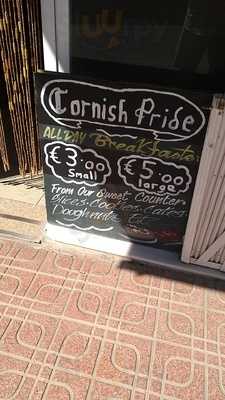 Cornish Pride
ALL DAY Breakfasts
€3.00
Small
€5.00
large
From Our Sweet Counter
Slices • Cookies • Cakes
Doughnuts Etc